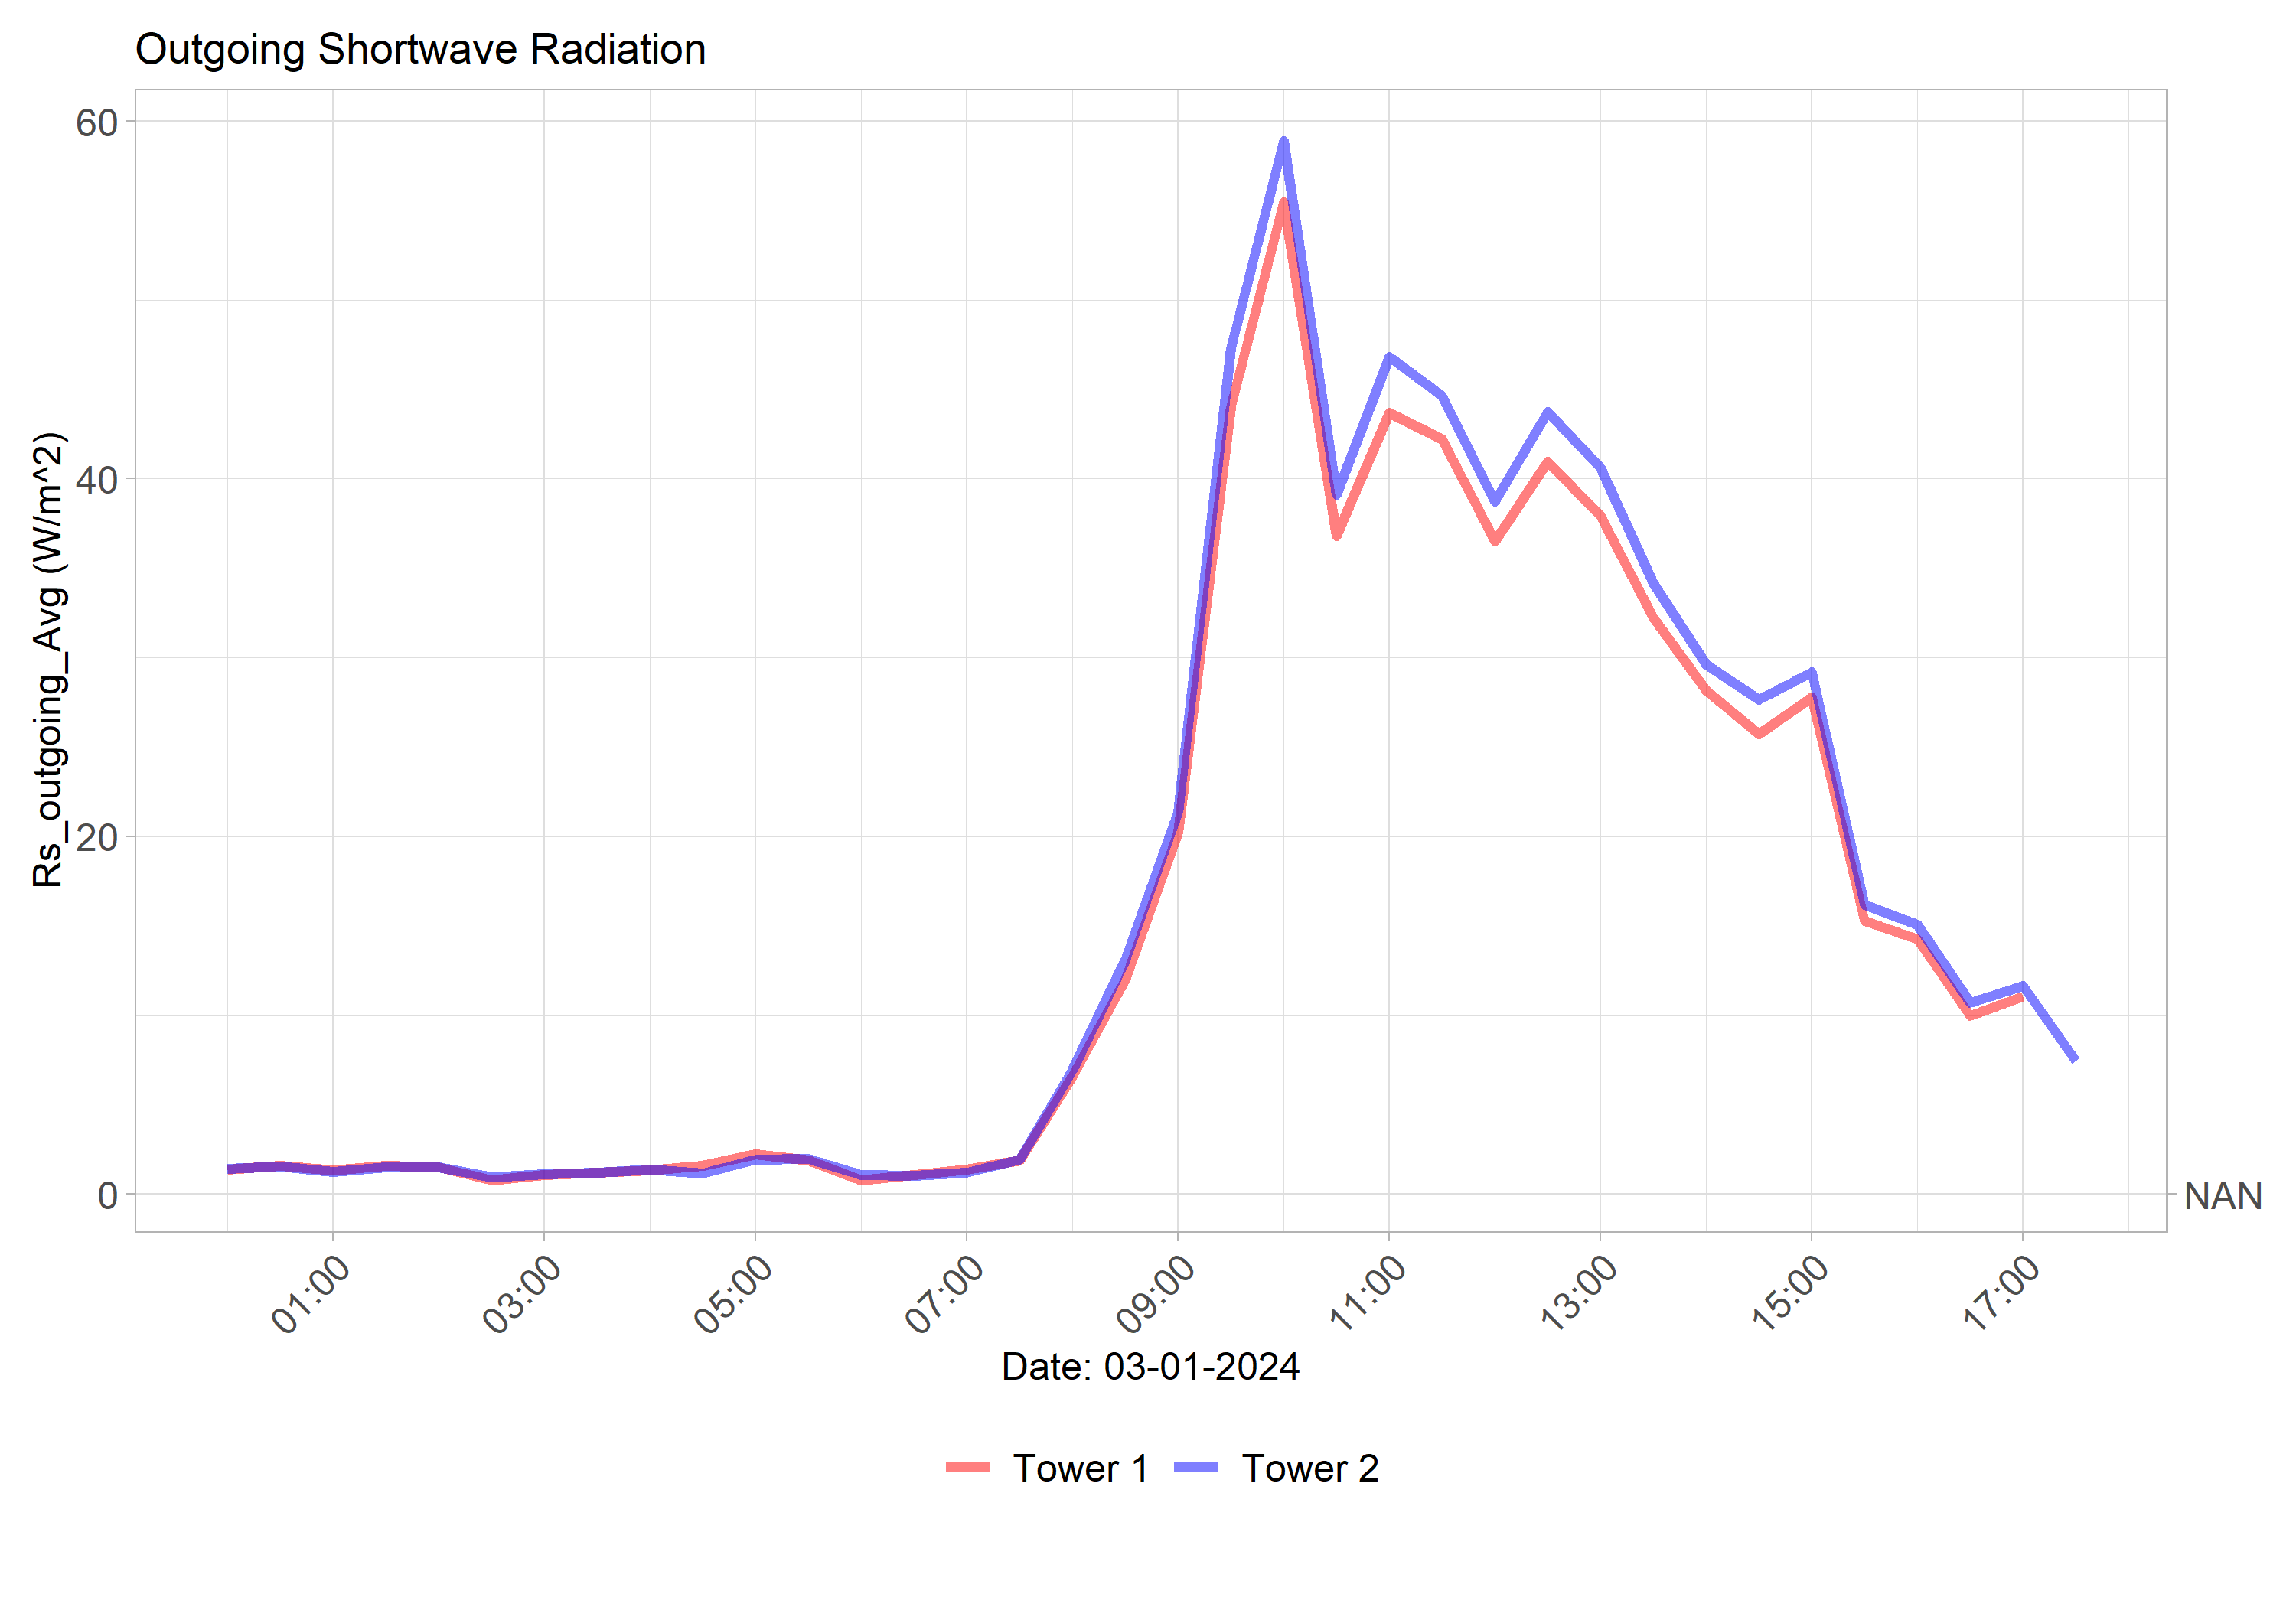 Outgoing Shortwave Radiation
Rs_outgoing_Avg (W/m^2)
60
40
20
0
NAN
01:00
03:00
05:00
07:00
09:00
11:00
13:00
15:00
17:00
Date: 03-01-2024
Tower 1
Tower 2